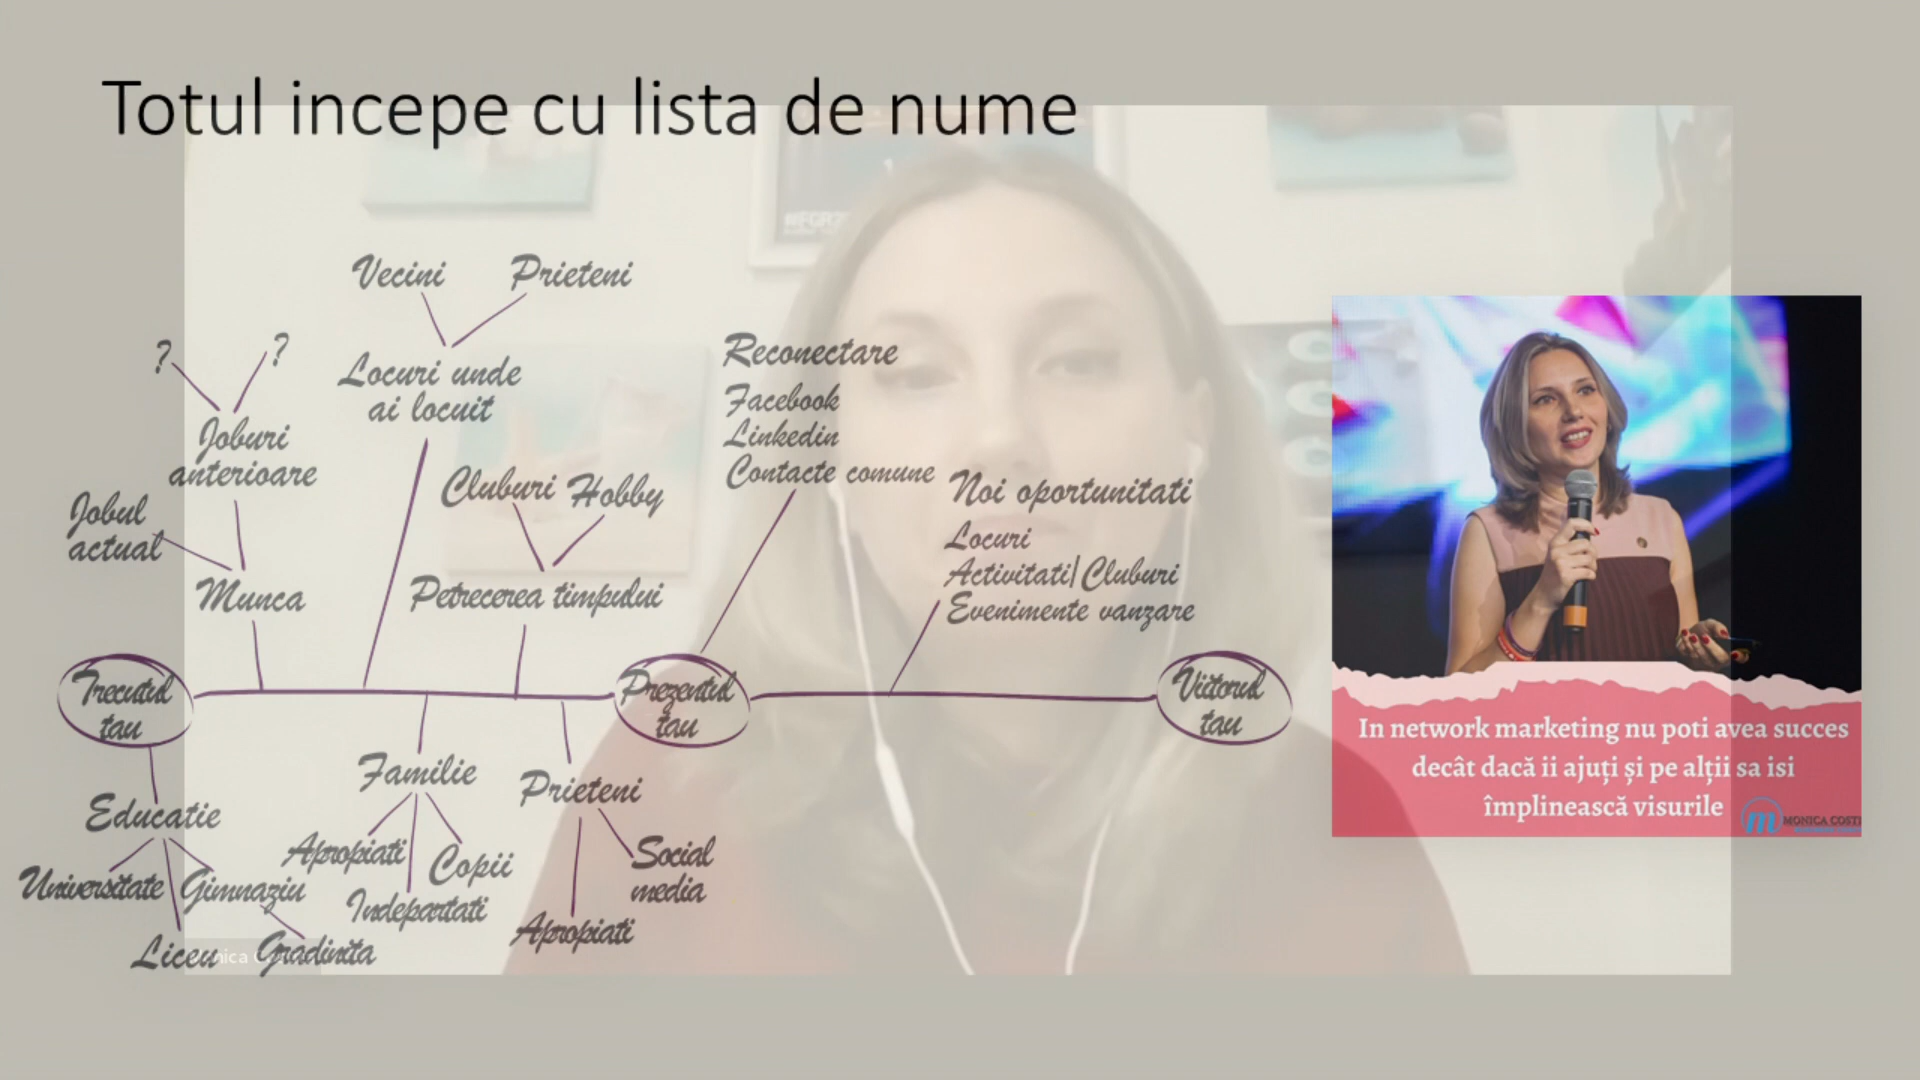 Totul incepe cu lista de nume
Vecini
Prieteni
?
?
Locuri unde
ai locuit
Joburi
anterioare
Jobul
actual
Munca
Cluburi
Hobby
Petrecerea timpului
Reconectare
Facebook
Linkedin
Contacte comune
Noi oportunitati
Locuri
Activitati|Cluburi
Evenimente vanzare
Trecutul
tau
Prezentul
tau
Viitorul
tau
Educatie
Universitate
Gimnaziu
Liceu
Gradinita
Familie
Apropiati
Copii
Indepartati
Prieteni
Social
media
Apropiati
In network marketing nu poti avea succes
decât dacă ii ajuți și pe alții sa isi
împlinească visurile
m
MONICA COSTI